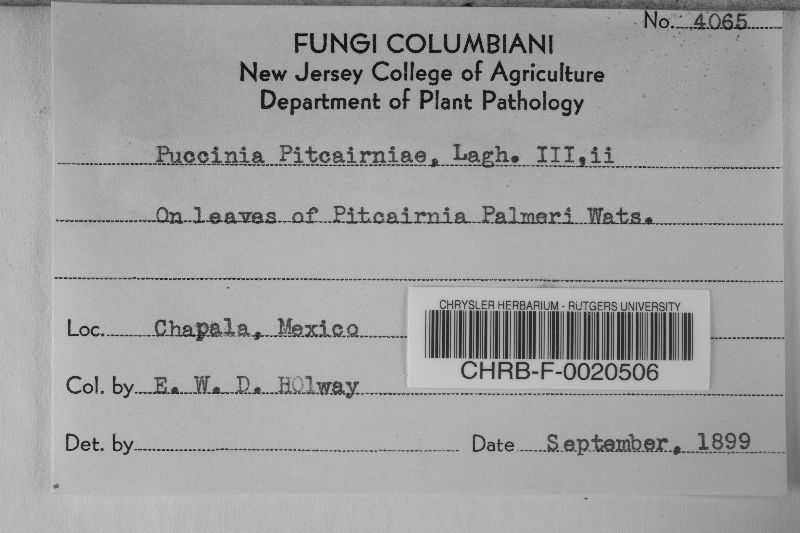 No. 4065
FUNGI COLUMBIANI
New Jersey College of Agriculture
Department of Plant Pathology
Puccinia Pitcairniae, Lagh. III,ii
On leaves of Pitcairnia Palmeri Wats.
CHRYSLER HERBARIUM - RUTGERS UNIVERSITY
CHRB-F-0020506
Loc. Chapala, Mexico
Col. by E. W. D. HOlway
Det. by
Date September, 1899